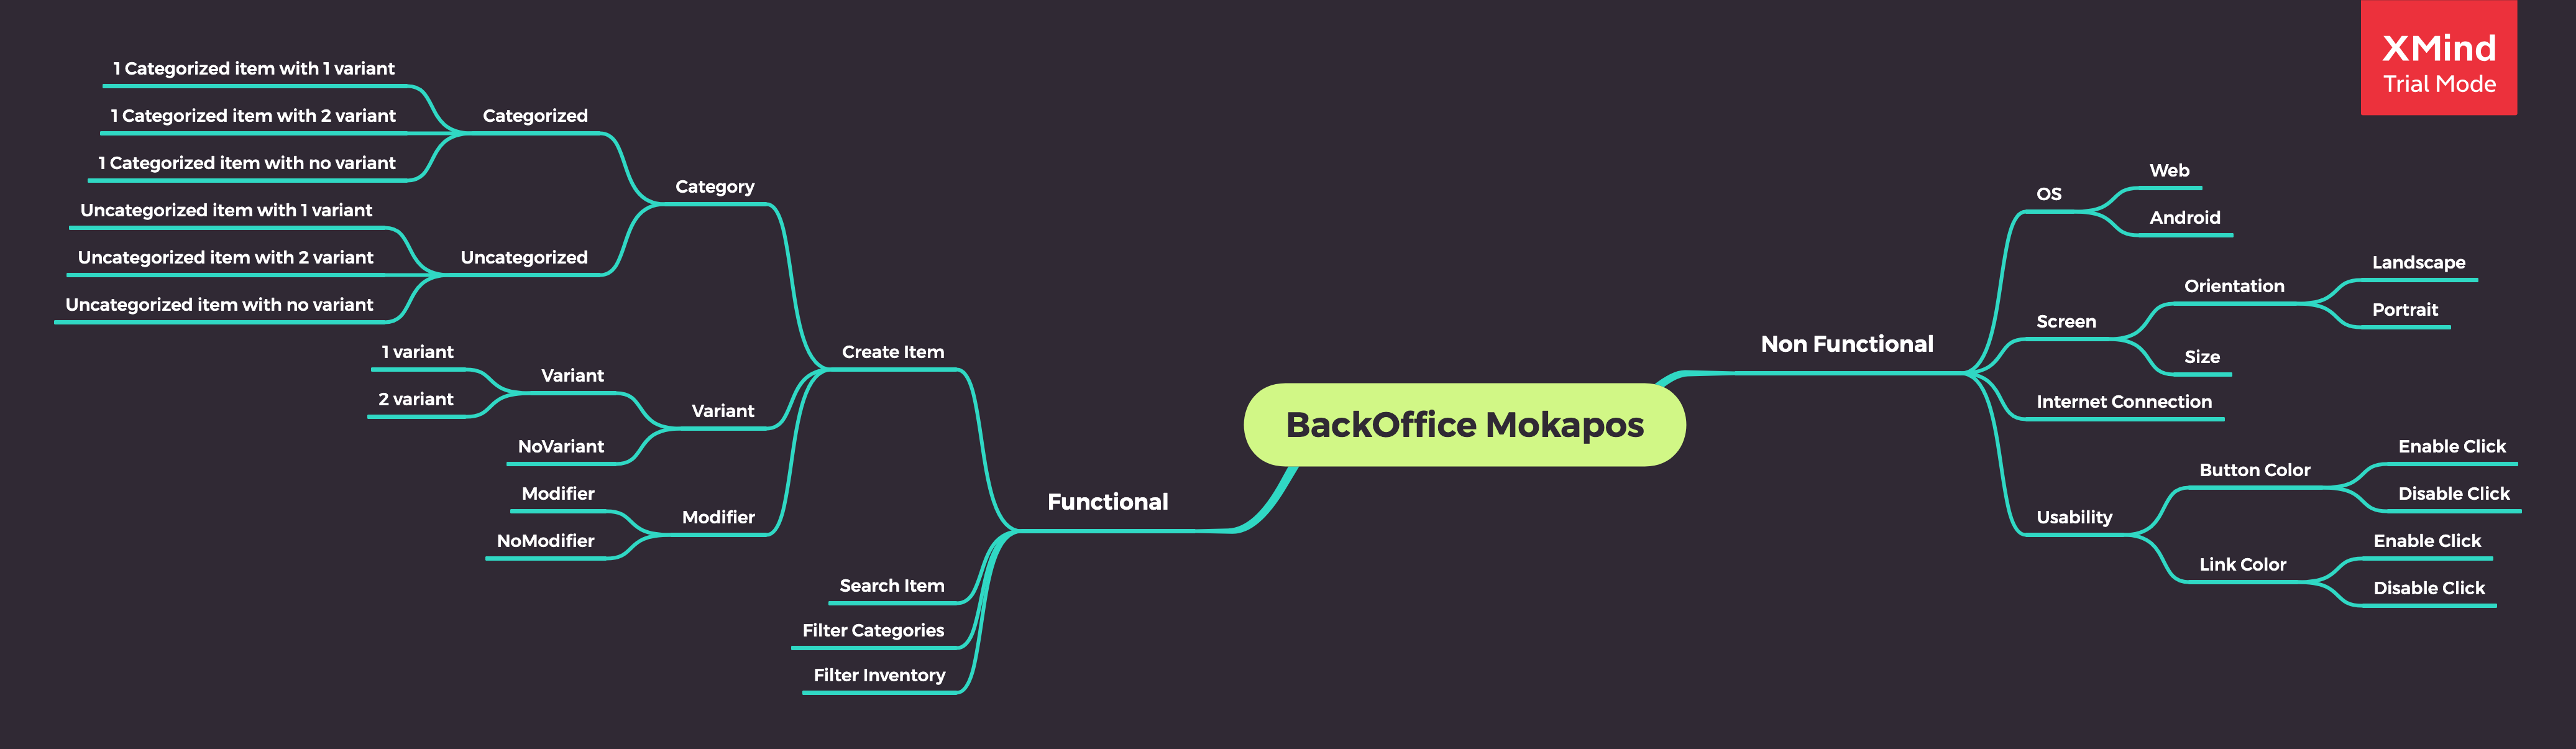 XMind
Trial Mode
BackOffice Mokapos
Non Functional
OS
Web
Android
Screen
Orientation
Landscape
Portrait
Size
Internet Connection
Usability
Button Color
Enable Click
Disable Click
Link Color
Enable Click
Disable Click
Functional
Create Item
Category
Categorized
1 Categorized item with 1 variant
1 Categorized item with 2 variant
1 Categorized item with no variant
Uncategorized
Uncategorized item with 1 variant
Uncategorized item with 2 variant
Uncategorized item with no variant
Variant
Variant
1 variant
2 variant
NoVariant
Modifier
Modifier
NoModifier
Search Item
Filter Categories
Filter Inventory